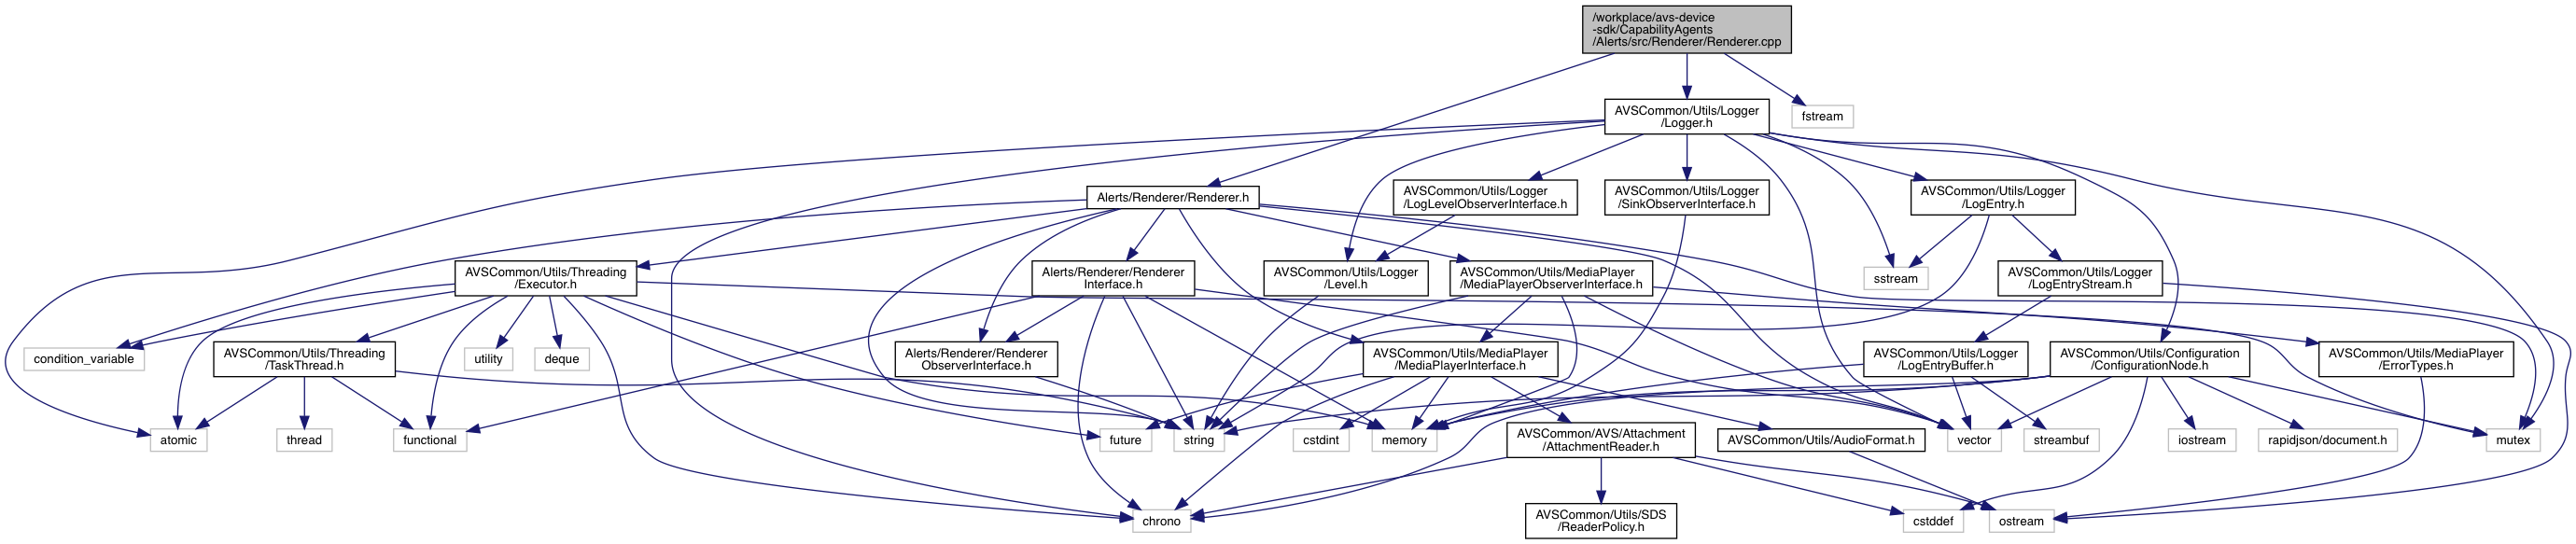 /workplace/avs-device
-sdk/CapabilityAgents
/Alerts/src/Renderer/Renderer.cpp
AVSCommon/Utils/Logger
/Logger.h
fstream
Alerts/Renderer/Renderer.h
AVSCommon/Utils/Logger
/LogLevelObserverInterface.h
AVSCommon/Utils/Logger
/SinkObserverInterface.h
AVSCommon/Utils/Logger
/LogEntry.h
AVSCommon/Utils/Threading
/Executor.h
Alerts/Renderer/Renderer
Interface.h
AVSCommon/Utils/Logger
/Level.h
AVSCommon/Utils/MediaPlayer
/MediaPlayerObserverInterface.h
sstream
AVSCommon/Utils/Logger
/LogEntryStream.h
condition_variable
AVSCommon/Utils/Threading
/TaskThread.h
utility
deque
Alerts/Renderer/Renderer
ObserverInterface.h
AVSCommon/Utils/MediaPlayer
/MediaPlayerInterface.h
AVSCommon/Utils/Logger
/LogEntryBuffer.h
AVSCommon/Utils/Configuration
/ConfigurationNode.h
AVSCommon/Utils/MediaPlayer
/ErrorTypes.h
atomic
thread
functional
future
string
cstdint
memory
AVSCommon/AVS/Attachment
/AttachmentReader.h
AVSCommon/Utils/AudioFormat.h
vector
streambuf
iostream
rapidjson/document.h
mutex
chrono
AVSCommon/Utils/SDS
/ReaderPolicy.h
cstddef
ostream